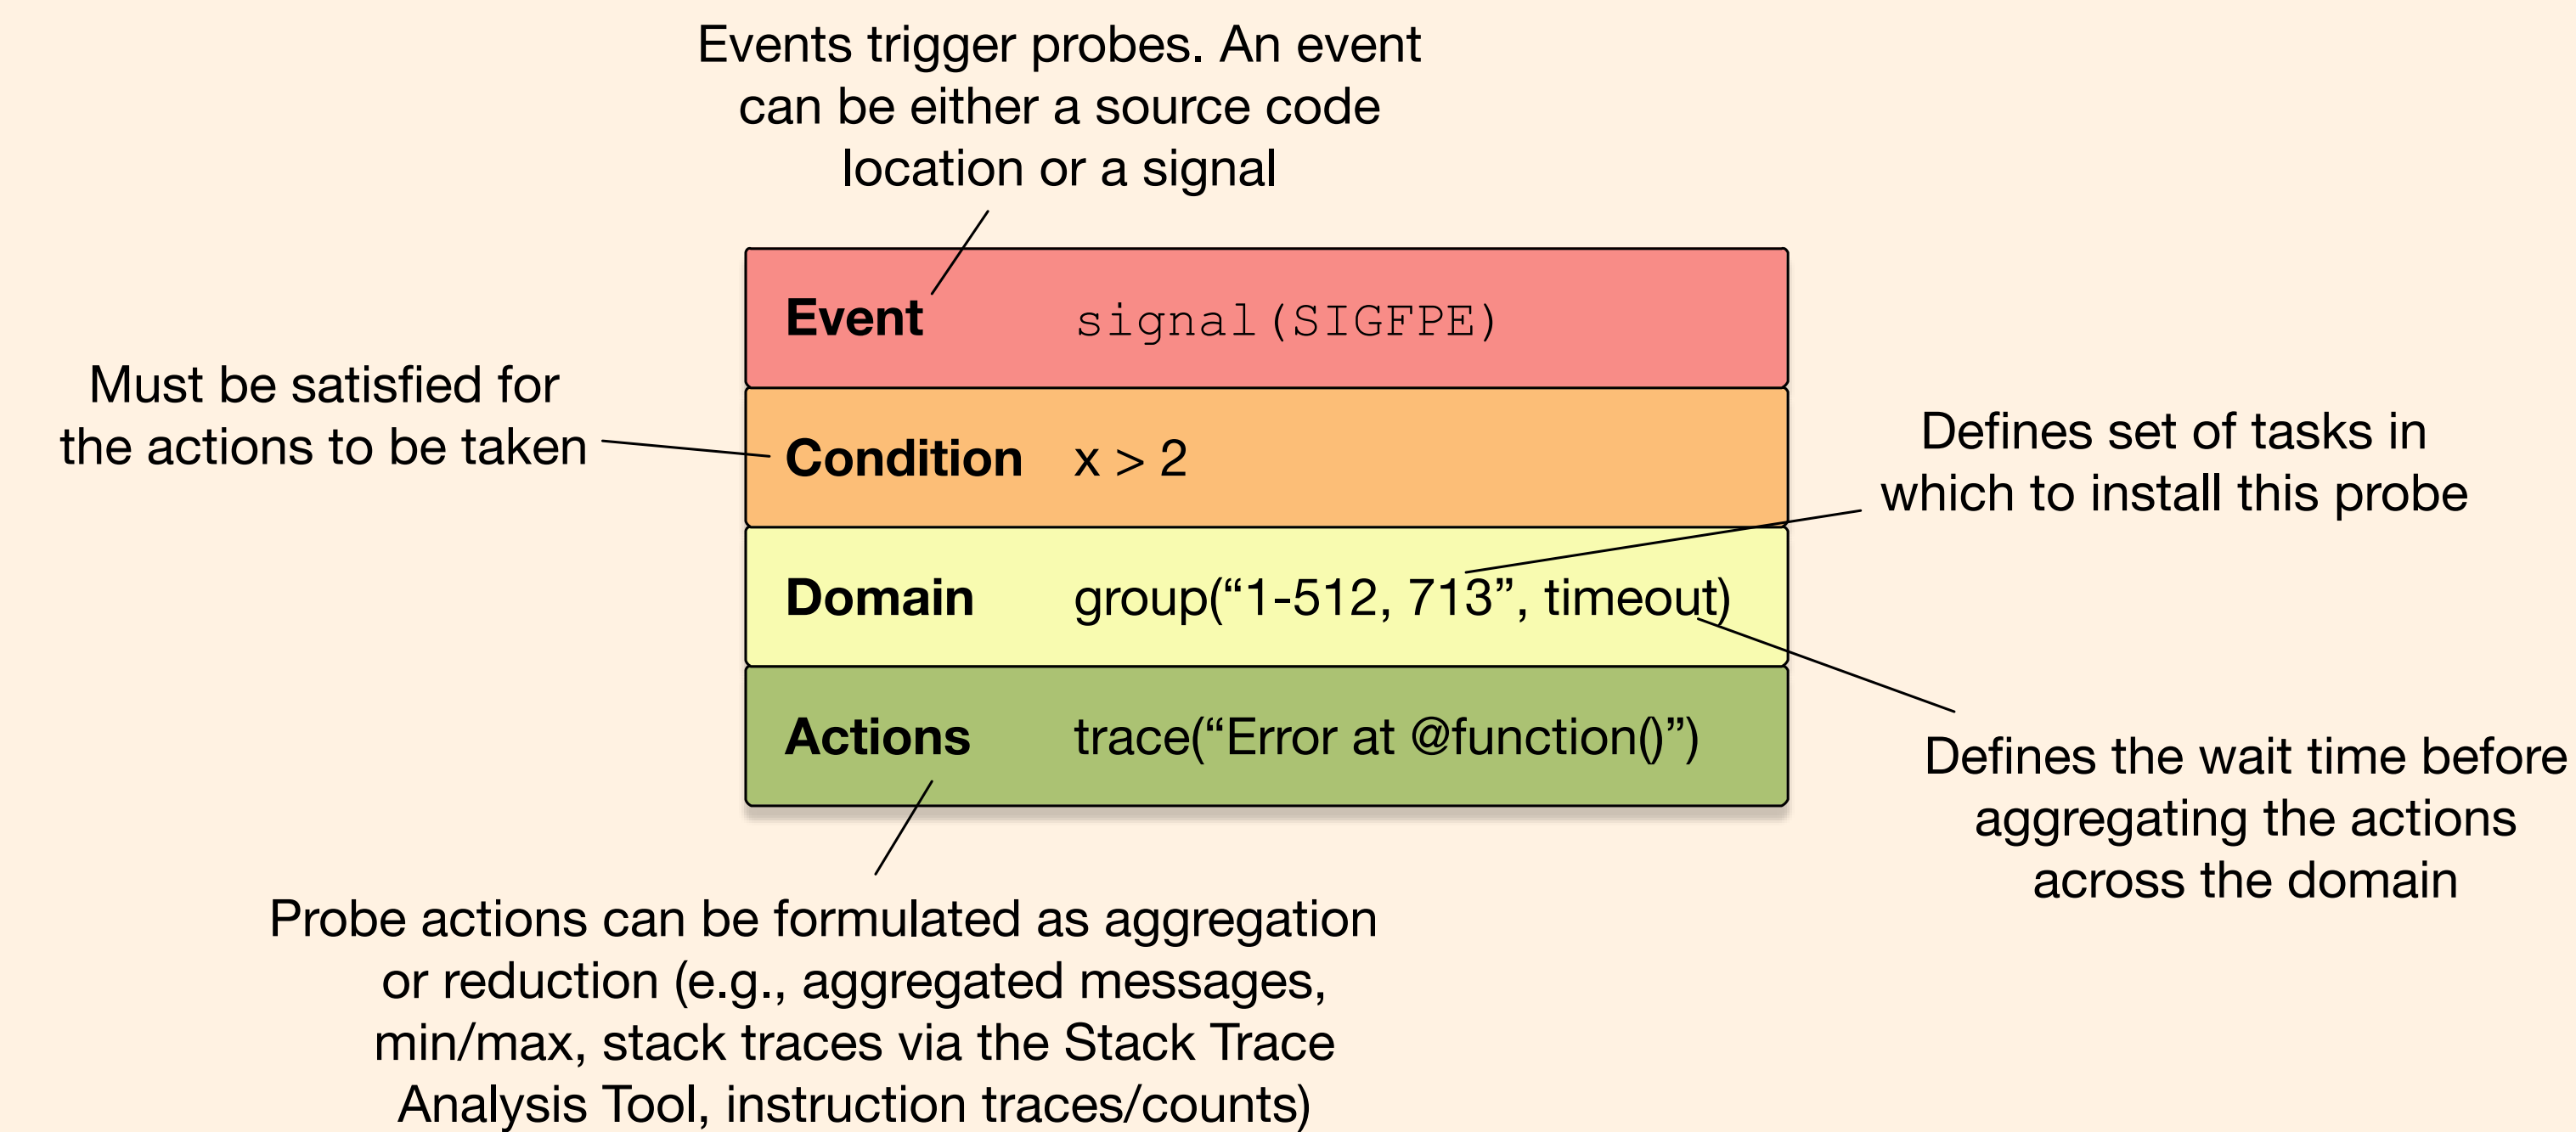 Events trigger probes. An event
can be either a source code
location or a signal
Event signal(SIGFPE)
Must be satisfied for
the actions to be taken
Condition x > 2
Defines set of tasks in
which to install this probe
Domain group(“1-512, 713”, timeout)
Actions trace(“Error at @function()”)
Defines the wait time before
aggregating the actions
across the domain
Probe actions can be formulated as aggregation
or reduction (e.g., aggregated messages,
min/max, stack traces via the Stack Trace
Analysis Tool, instruction traces/counts)